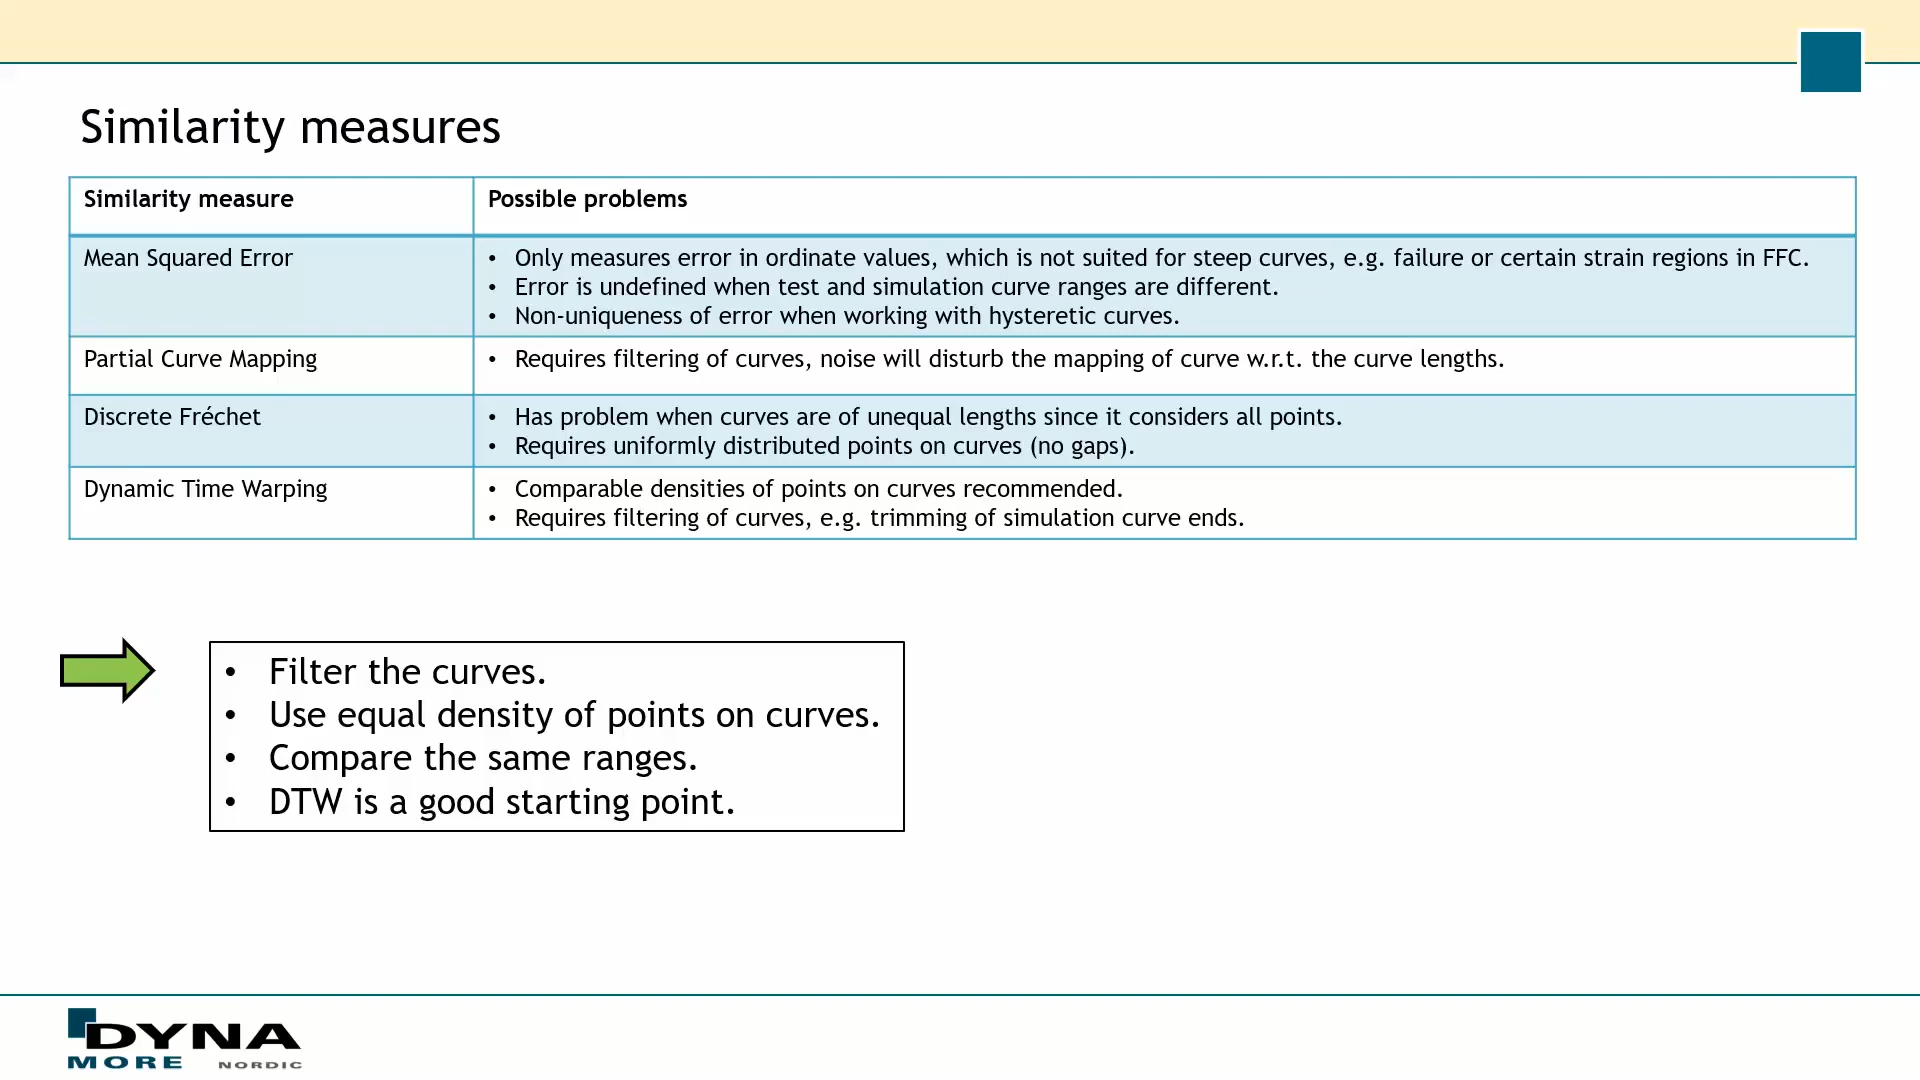 Similarity measures
Similarity measure
Possible problems
Mean Squared Error
• Only measures error in ordinate values, which is not suited for steep curves, e.g. failure or certain strain regions in FFC.
• Error is undefined when test and simulation curve ranges are different.
• Non-uniqueness of error when working with hysteretic curves.
Partial Curve Mapping
• Requires filtering of curves, noise will disturb the mapping of curve w.r.t. the curve lengths.
Discrete Fréchet
• Has problem when curves are of unequal lengths since it considers all points.
• Requires uniformly distributed points on curves (no gaps).
Dynamic Time Warping
• Comparable densities of points on curves recommended.
• Requires filtering of curves, e.g. trimming of simulation curve ends.
• Filter the curves.
• Use equal density of points on curves.
• Compare the same ranges.
• DTW is a good starting point.
DYNA
MORE NORDIC